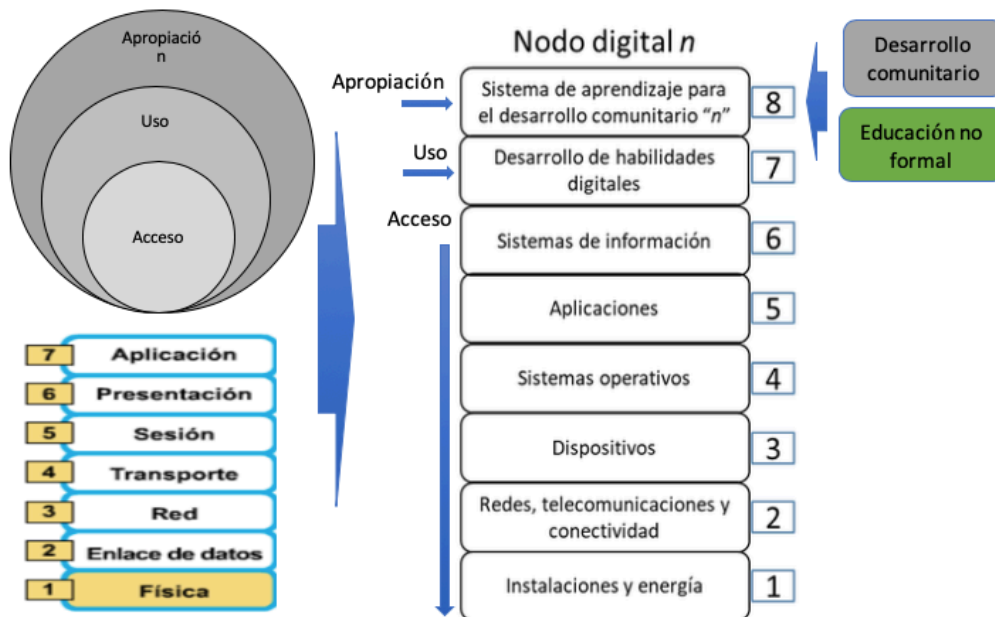 Apropiació
n
Uso
Acceso
7 Aplicación
6 Presentación
5 Sesión
4 Transporte
3 Red
2 Enlace de datos
1 Física
Nodo digital n
Apropiación
Uso
Acceso
Sistema de aprendizaje para
el desarrollo comunitario “n”
8
Desarrollo de habilidades
digitales
7
Sistemas de información
6
Aplicaciones
5
Sistemas operativos
4
Dispositivos
3
Redes, telecomunicaciones y
conectividad
2
Instalaciones y energía
1
Desarrollo
comunitario
Educación no
formal